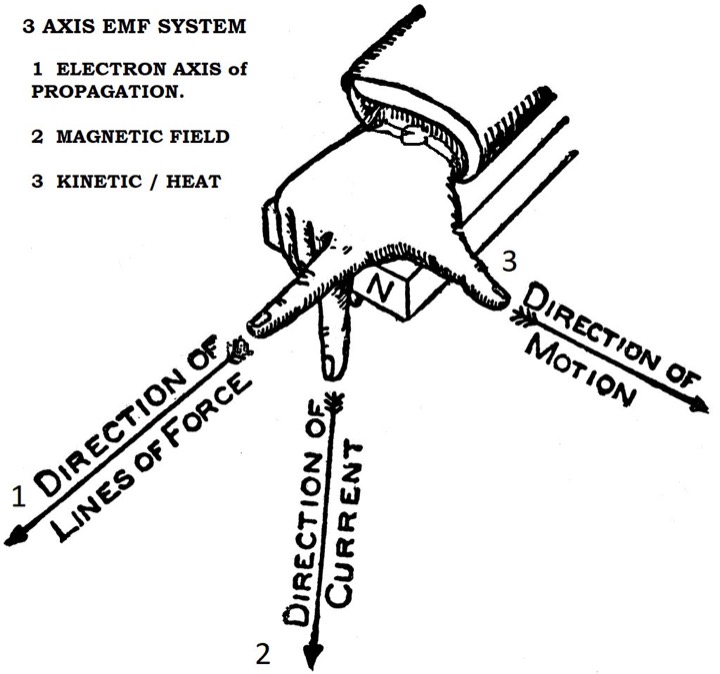 3 AXIS EMF SYSTEM
1 ELECTRON AXIS of
PROPAGATION.
2 MAGNETIC FIELD
3 KINETIC / HEAT
N
3
DIRECTION OF
MOTION
1
DIRECTION OF
LINES OF FORCE
DIRECTION OF
CURRENT
2